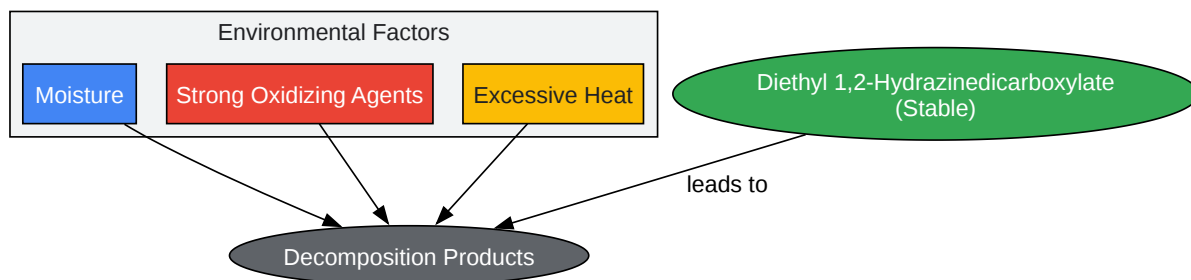 Environmental Factors
Moisture
Strong Oxidizing Agents
Excessive Heat
Diethyl 1,2-Hydrazinedicarboxylate
(Stable)
leads to
Decomposition Products